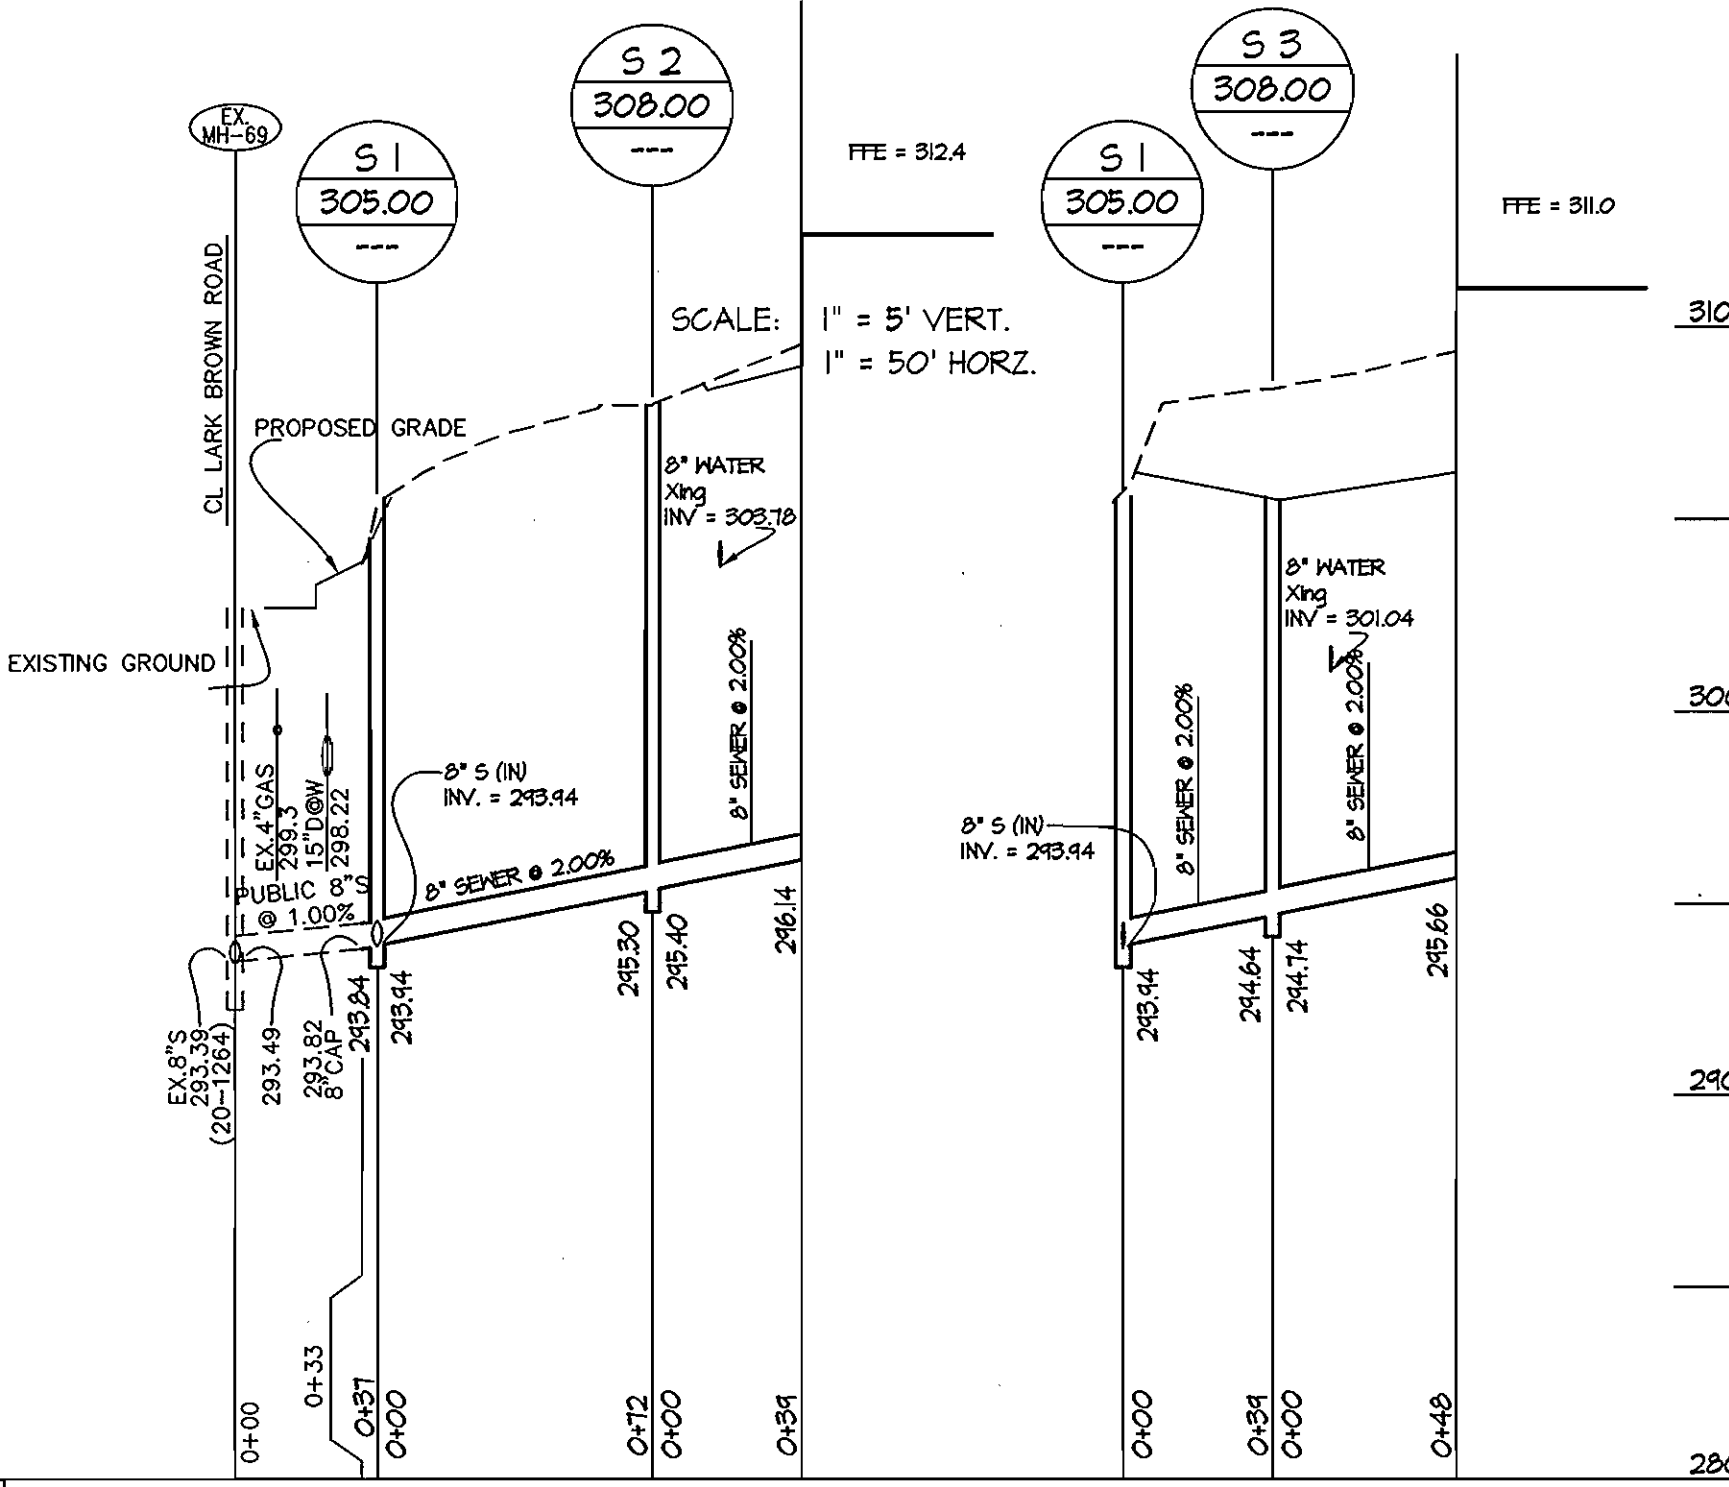 EX.
MH-69
S 1
305.00
---
S 2
308.00
---
FFE = 312.4
S 1
305.00
---
S 3
308.00
---
FFE = 311.0
CL LARK BROWN ROAD
SCALE: 1" = 5' VERT.
1" = 50' HORZ.
310
PROPOSED GRADE
8" WATER
Xing
INV = 303.78
8" WATER
Xing
INV = 301.04
EXISTING GROUND
EX.4"GAS
299.3
15"D@W
298.22
8" S (IN)
INV. = 293.94
8" SEWER @ 2.00%
8" SEWER @ 2.00%
8" SEWER @ 2.00%
8" SEWER @ 2.00%
8" S (IN)
INV. = 293.94
PUBLIC 8"S
@ 1.00%
EX.8"S
293.39
(20-1264)
293.49
293.82
8"CAP
293.84
293.94
295.30
295.40
296.14
293.94
294.64
294.74
295.66
0+00
0+33
0+37
0+00
0+72
0+00
0+39
0+00
0+39
0+00
0+48